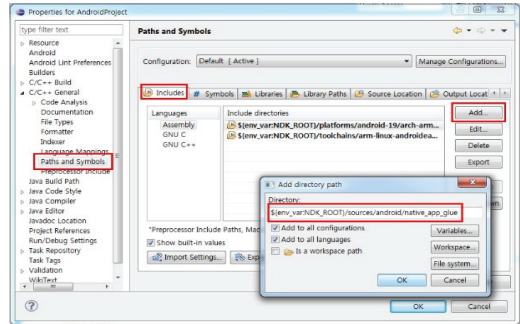 Properties for AndroidProject
type filter text
Resource
Android
Android Lint Preferences
Builders
C/C++ Build
C/C++ General
Code Analysis
Documentation
File Types
Formatter
Indexer
Language Mappings
Paths and Symbols
Preprocessor Include
Java Build Path
Java Code Style
Java Compiler
Java Editor
Javadoc Location
Project References
Run/Debug Settings
Task Repository
Task Tags
Validation
WikiText
Paths and Symbols
Configuration: Default [ Active ]
Manage Configurations...
Includes # Symbols Libraries Library Paths Source Location Output Locat
Languages
Assembly
GNU C
GNU C++
Include directories
$(env_var:NDK_ROOT)/platforms/android-19/arch-arm...
$(env_var:NDK_ROOT)/toolchains/arm-linux-androidea...
Add...
Edit...
Delete
Export
"Preprocessor Include Paths, Mac
Show built-in values
Import Settings...
Add directory path
Directory:
$(env_var:NDK_ROOT)/sources/android/native_app_glue
Add to all configurations
Add to all languages
Is a workspace path
Variables...
Workspace...
File system...
OK Cancel
OK Cancel